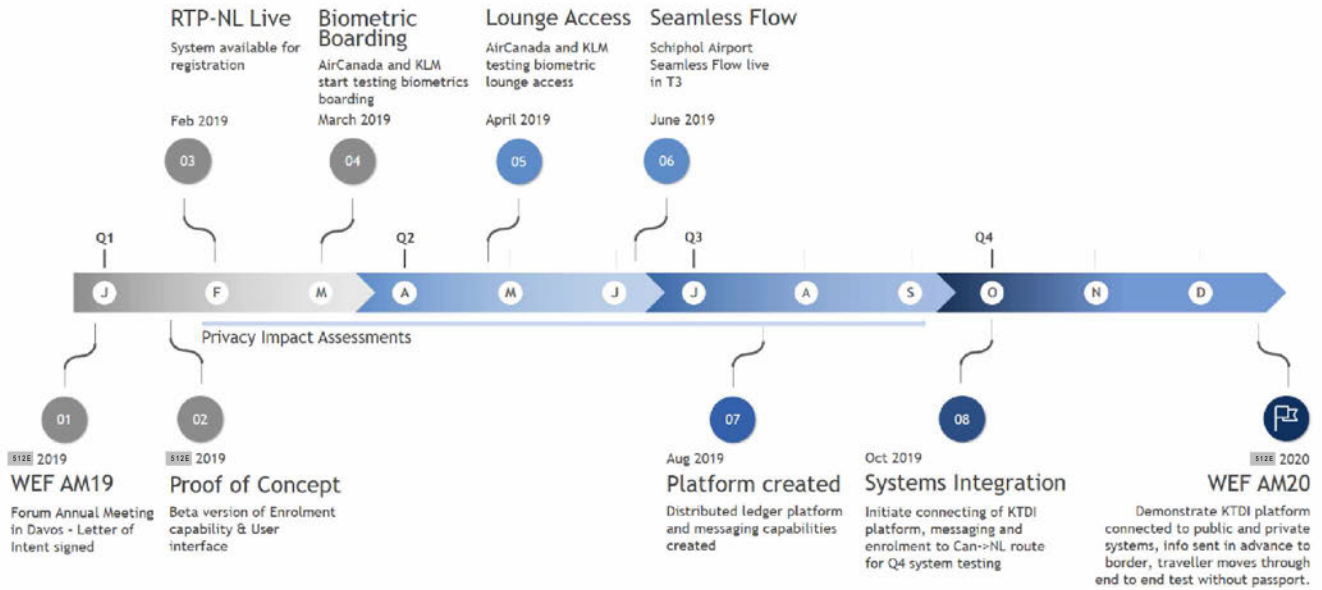 RTP-NL Live
System available for
registration
Feb 2019
03
Biometric
Boarding
AirCanada and KLM
start testing biometrics
boarding
March 2019
04
Lounge Access
AirCanada and KLM
testing biometric
lounge access
April 2019
05
Seamless Flow
Schiphol Airport
Seamless Flow live
in T3
June 2019
06
Q1
Q2
Q3
Q4
J
F
M
A
M
J
J
A
S
O
N
D
Privacy Impact Assessments
01
512E 2019
WEF AM19
Forum Annual Meeting
in Davos - Letter of
Intent signed
02
512E 2019
Proof of Concept
Beta version of Enrolment
capability & User
interface
07
Aug 2019
Platform created
Distributed ledger platform
and messaging capabilities
created
08
Oct 2019
Systems Integration
Initiate connecting of KTDI
platform, messaging and
enrolment to Can->NL route
for Q4 system testing
512E 2020
WEF AM20
Demonstrate KTDI platform
connected to public and private
systems, info sent in advance to
border, traveller moves through
end to end test without passport.